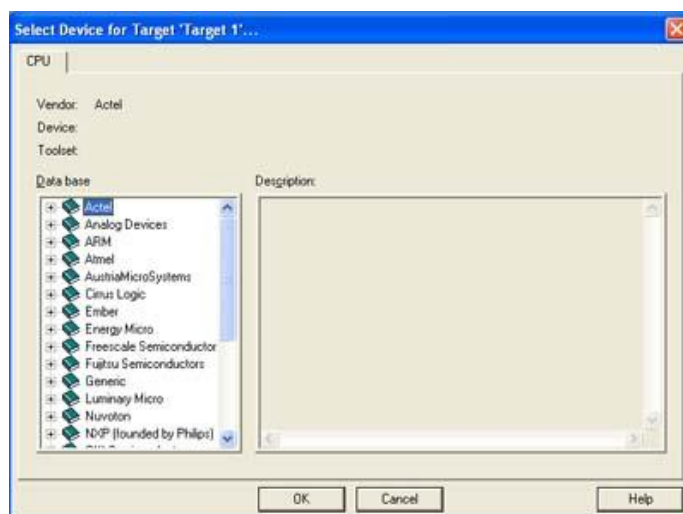 Select Device for Target 'Target 1'...
CPU
Vendor: Actel
Device:
Toolset:
Data base
Description:
Actel
Analog Devices
ARM
Atmel
AustriaMicroSystems
Cirrus Logic
Ember
Energy Micro
Freescale Semiconductor
Fujitsu Semiconductors
Generic
Luminary Micro
Nuvoton
NXP (founded by Philips)
OK
Cancel
Help